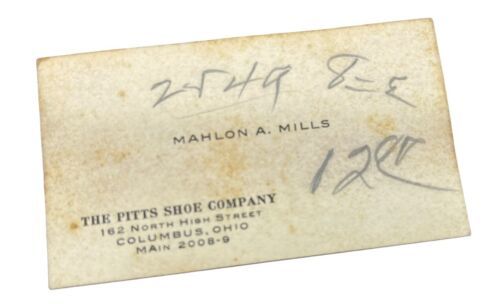 2549 8-E
MAHLON A. MILLS
12
THE PITTS SHOE COMPANY
162 NORTH HIGH STREET
COLUMBUS, OHIO
MAIN 2008-9